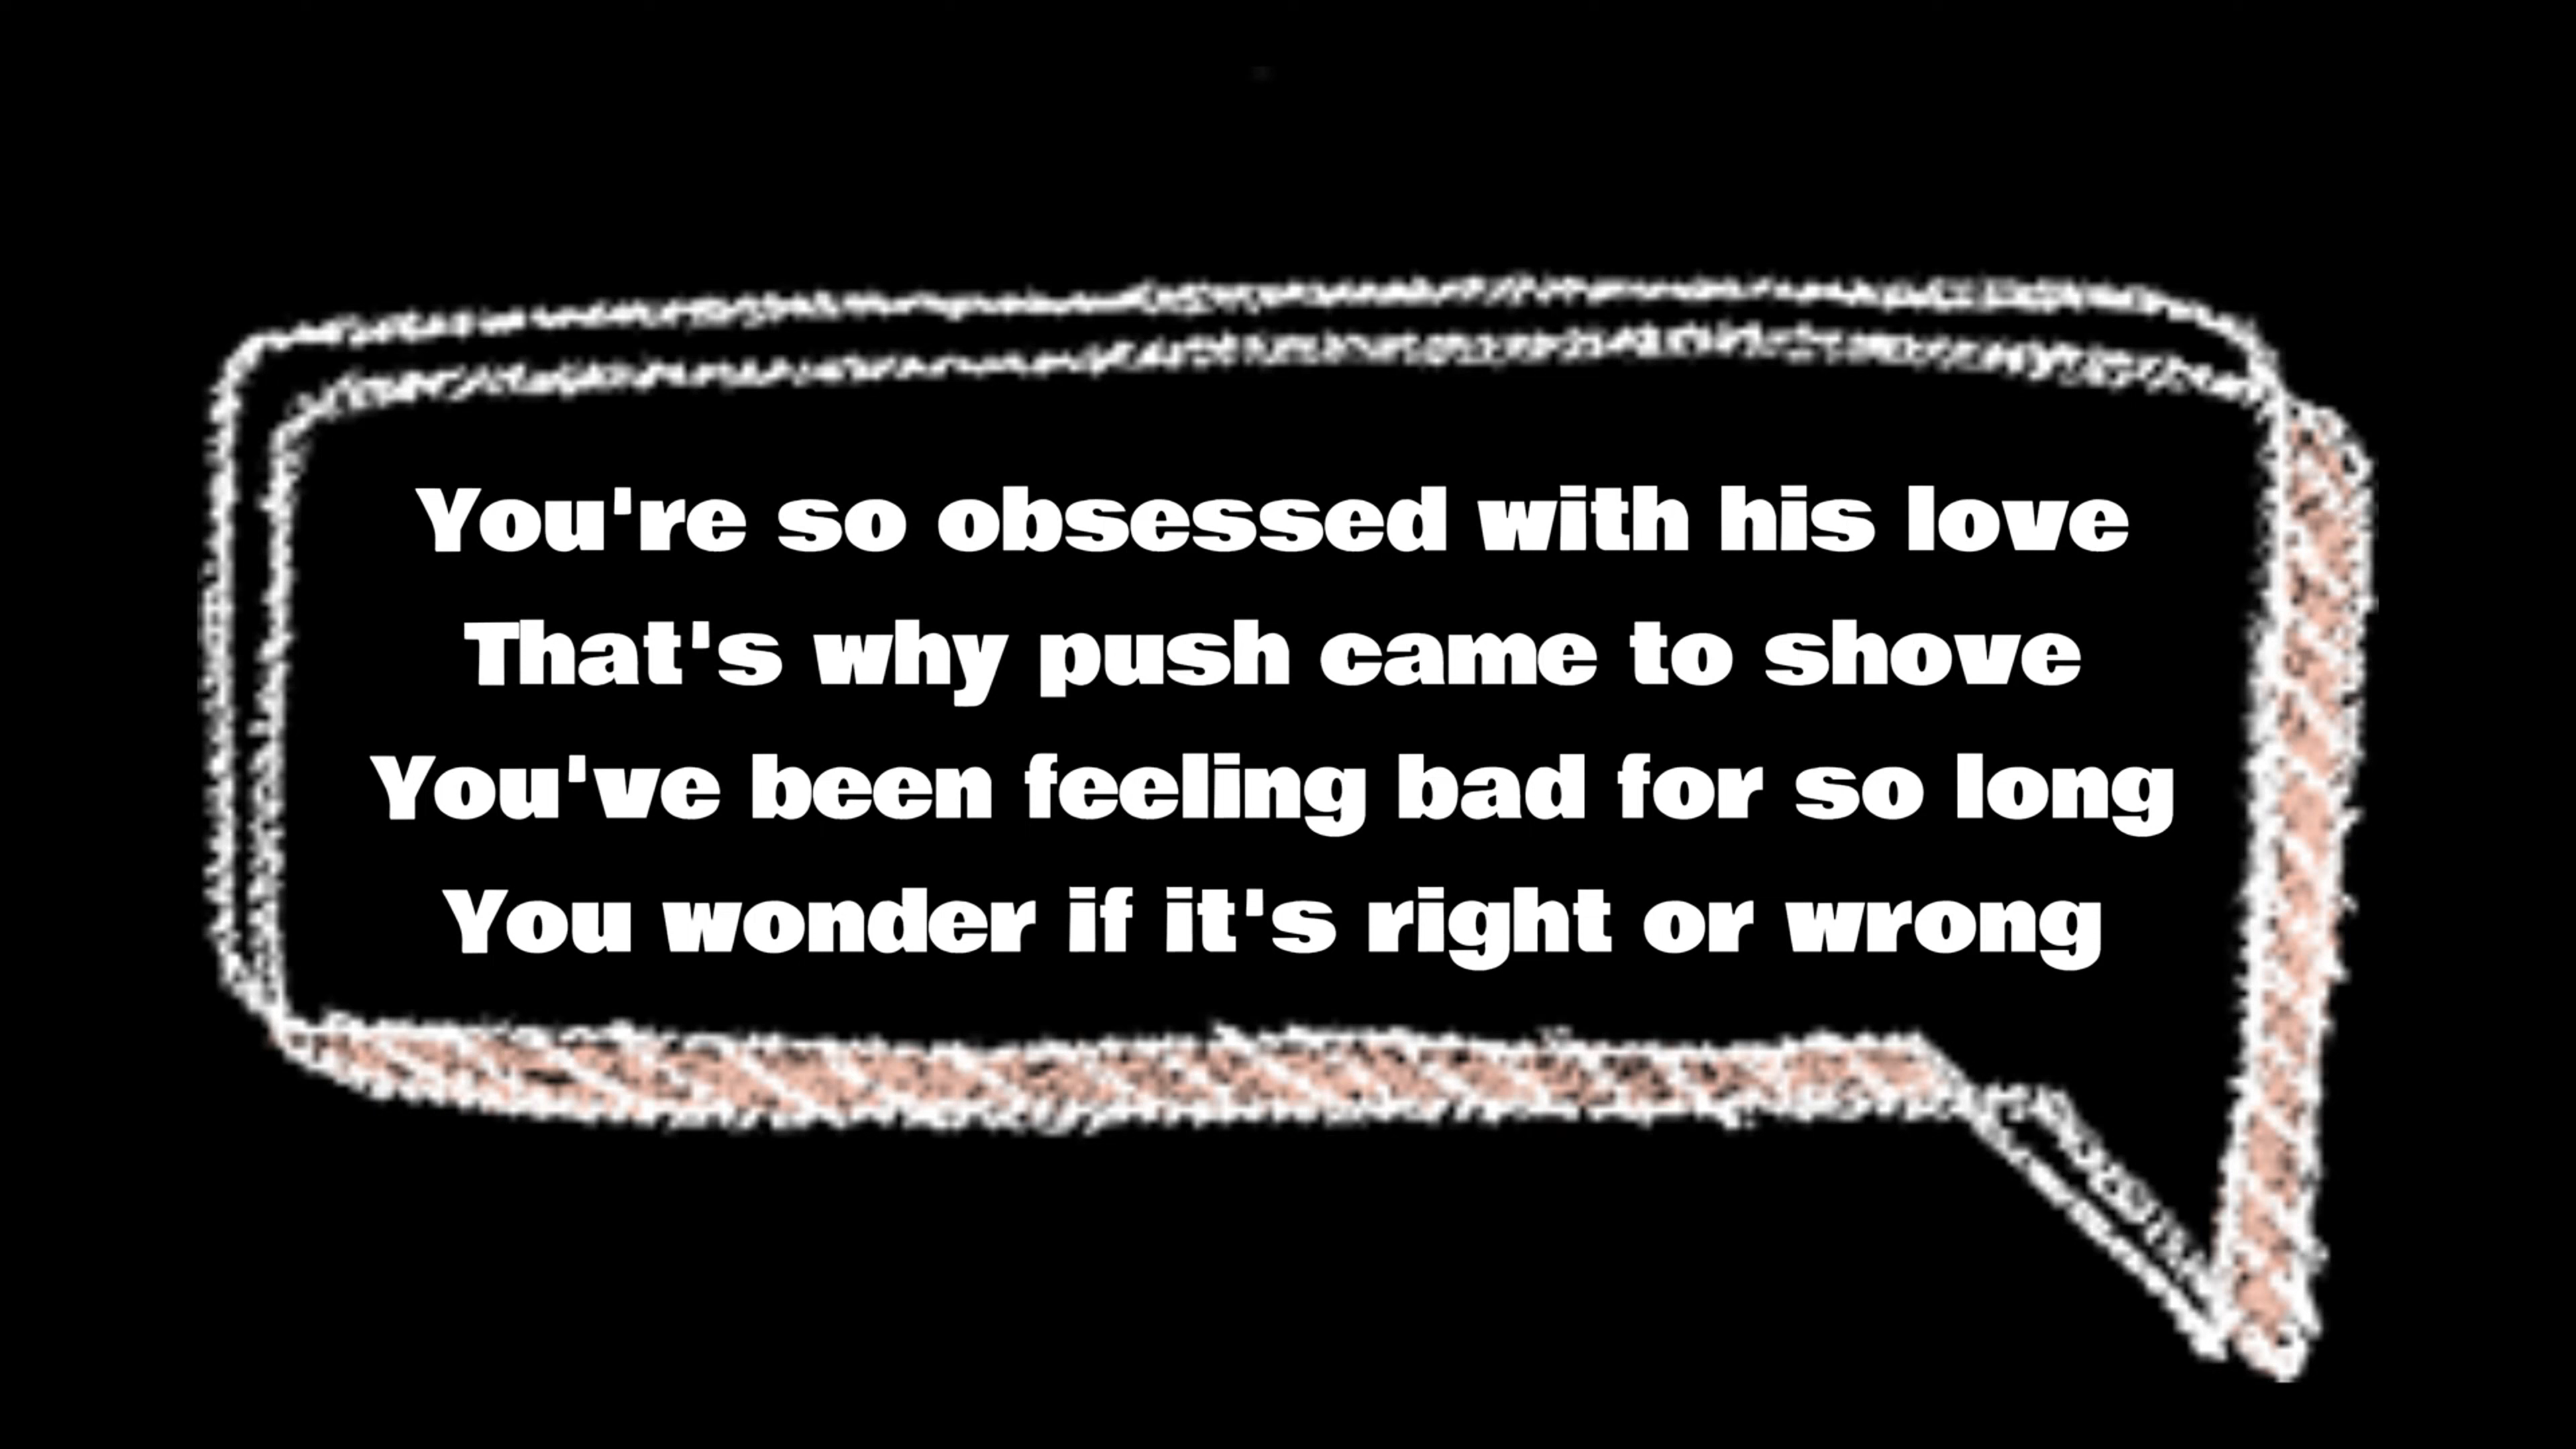 You're so obsessed with his love
That's why push came to shove
You've been feeling bad for so long
You wonder if it's right or wrong